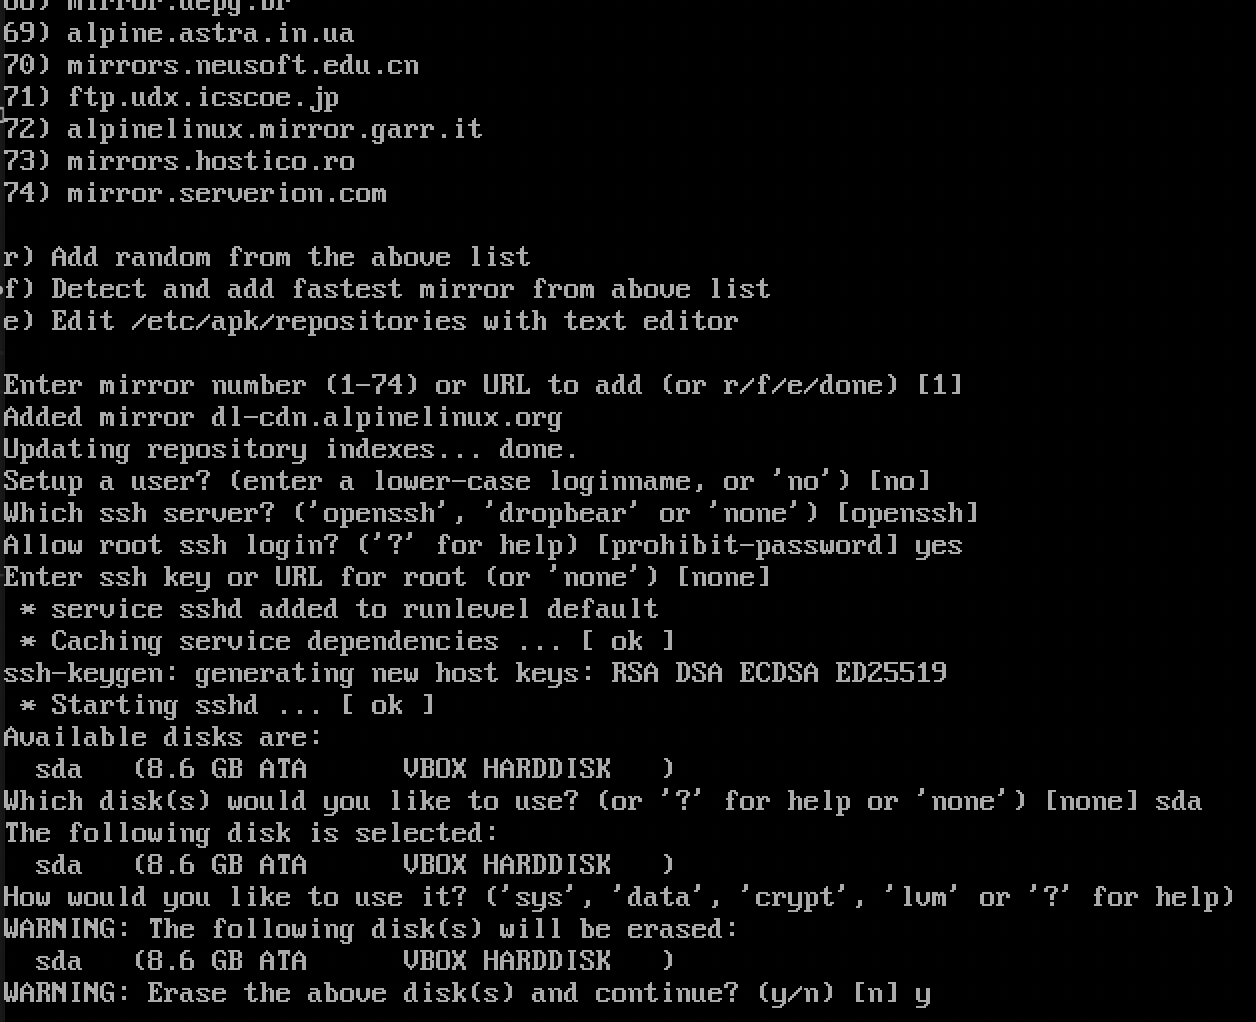 68) mirror.uepg.br
69) alpine.astra.in.ua
70) mirrors.neusoft.edu.cn
71) ftp.udx.icscoe.jp
72) alpinelinux.mirror.garr.it
73) mirrors.hostico.ro
74) mirror.serverion.com
r) Add random from the above list
f) Detect and add fastest mirror from above list
e) Edit /etc/apk/repositories with text editor
Enter mirror number (1-74) or URL to add (or r/f/e/done) [1]
Added mirror dl-cdn.alpinelinux.org
Updating repository indexes... done.
Setup a user? (enter a lower-case loginname, or 'no') [no]
Which ssh server? ('openssh', 'dropbear' or 'none') [openssh]
Allow root ssh login? ('?' for help) [prohibit-password] yes
Enter ssh key or URL for root (or 'none') [none]
 * service sshd added to runlevel default
 * Caching service dependencies ... [ ok ]
ssh-keygen: generating new host keys: RSA DSA ECDSA ED25519
 * Starting sshd ... [ ok ]
Available disks are:
  sda   (8.6 GB ATA      VBOX HARDDISK   )
Which disk(s) would you like to use? (or '?' for help or 'none') [none] sda
The following disk is selected:
  sda   (8.6 GB ATA      VBOX HARDDISK   )
How would you like to use it? ('sys', 'data', 'crypt', 'lvm' or '?' for help)
WARNING: The following disk(s) will be erased:
  sda   (8.6 GB ATA      VBOX HARDDISK   )
WARNING: Erase the above disk(s) and continue? (y/n) [n] y